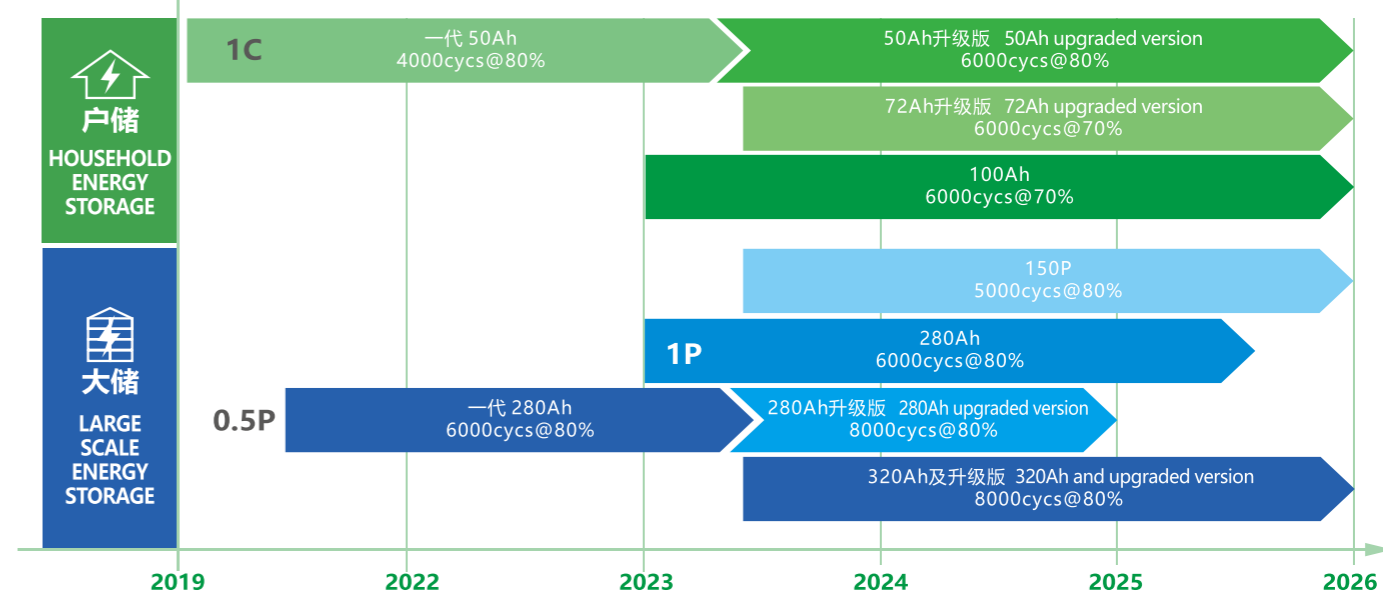 户储
HOUSEHOLD
ENERGY
STORAGE
1C
一代 50Ah
4000cycs@80%
50Ah升级版 50Ah upgraded version
6000cycs@80%
72Ah升级版 72Ah upgraded version
6000cycs@70%
100Ah
6000cycs@70%
大储
LARGE
SCALE
ENERGY
STORAGE
150P
5000cycs@80%
1P
280Ah
6000cycs@80%
0.5P
一代 280Ah
6000cycs@80%
280Ah升级版 280Ah upgraded version
8000cycs@80%
320Ah及升级版 320Ah and upgraded version
8000cycs@80%
2019 2022 2023 2024 2025 2026